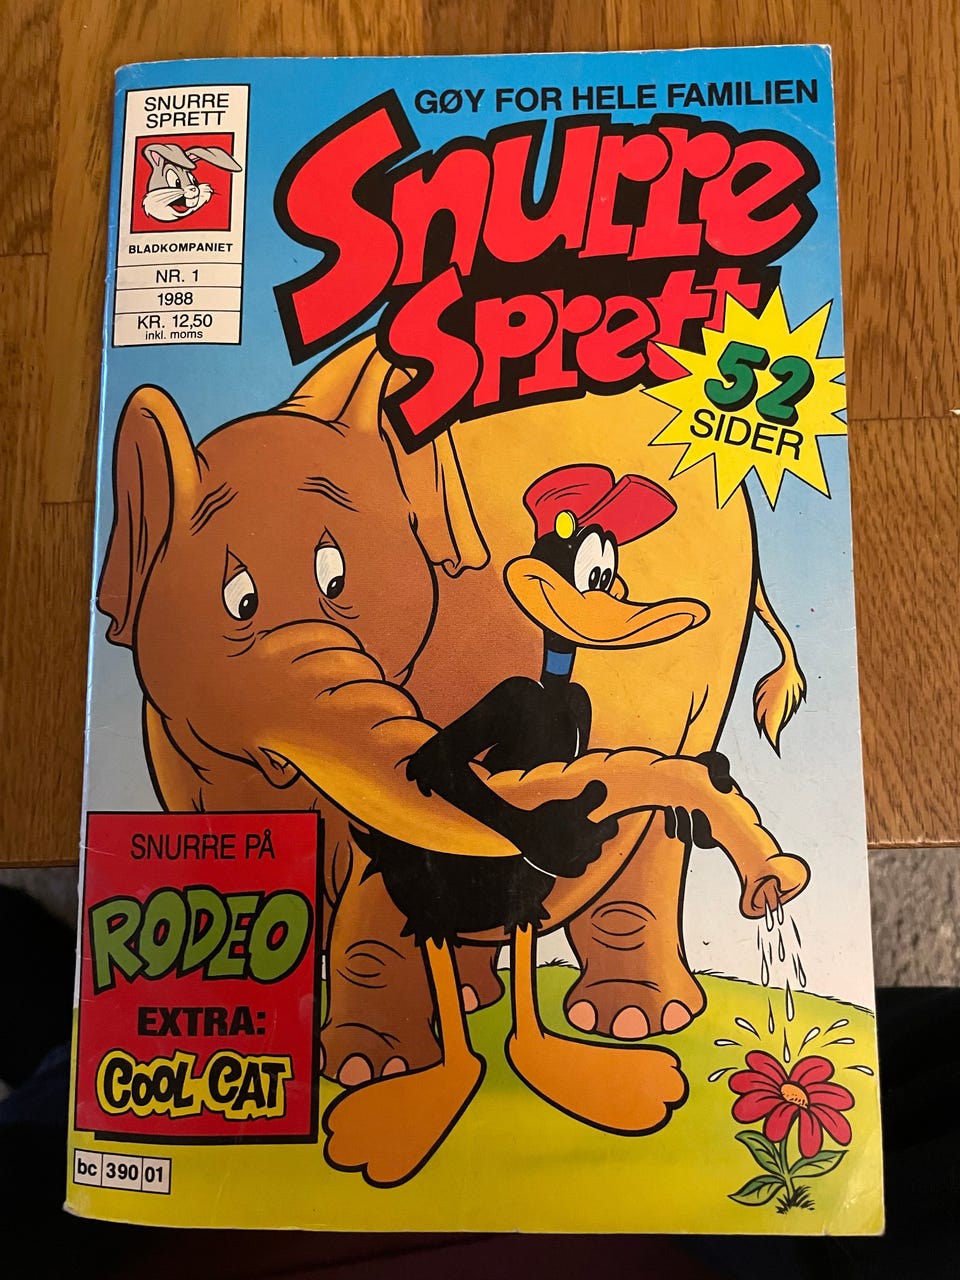 SNURRE
SPRETT
BLADKOMPANIET
NR. 1
1988
KR. 12,50
inkl. moms
GØY FOR HELE FAMILIEN
Snurre
Sprett
52
SIDER
SNURRE PÅ
RODEO
EXTRA:
COOL CAT
bc 390 01